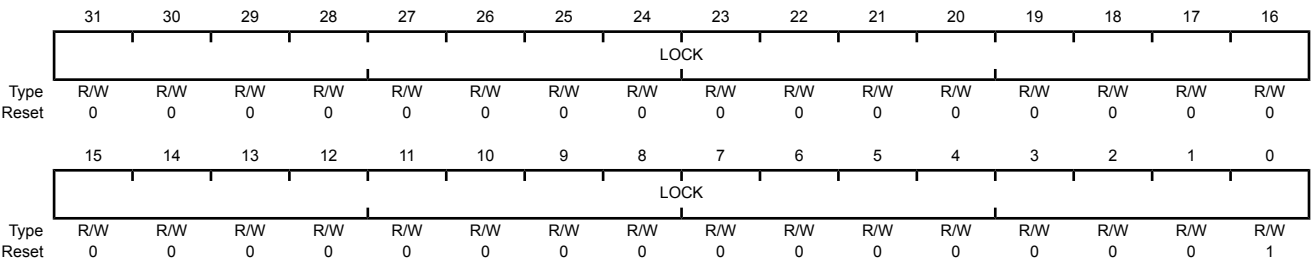 31 30 29 28 27 26 25 24 23 22 21 20 19 18 17 16
LOCK
Type R/W R/W R/W R/W R/W R/W R/W R/W R/W R/W R/W R/W R/W R/W R/W R/W
Reset 0 0 0 0 0 0 0 0 0 0 0 0 0 0 0 0
15 14 13 12 11 10 9 8 7 6 5 4 3 2 1 0
LOCK
Type R/W R/W R/W R/W R/W R/W R/W R/W R/W R/W R/W R/W R/W R/W R/W R/W
Reset 0 0 0 0 0 0 0 0 0 0 0 0 0 0 0 1